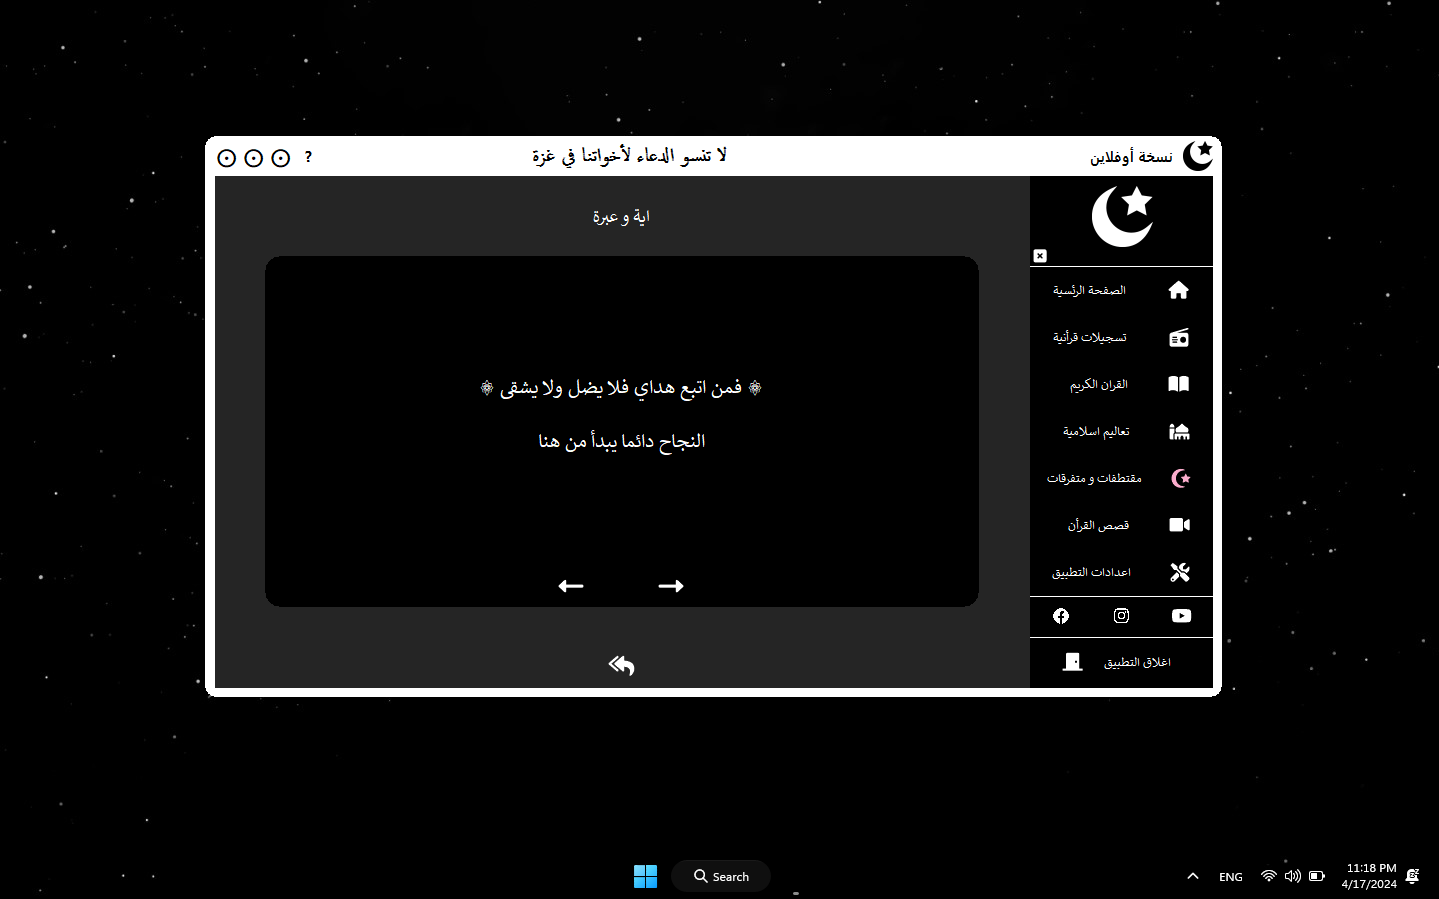 نسخة أوفلاين
لا تنسو الدعاء لأخواتنا في غزة
?
اية و عبرة
فمن اتبع هداي فلا يضل ولا يشقى
النجاح دائما يبدأ من هنا
الصفحة الرئسية
تسجيلات قرأنية
القران الكريم
تعاليم اسلامية
مقتطفات و متفرقات
قصص القرأن
اعدادات التطبيق
اغلاق التطبيق
Search
ENG
11:18 PM
4/17/2024